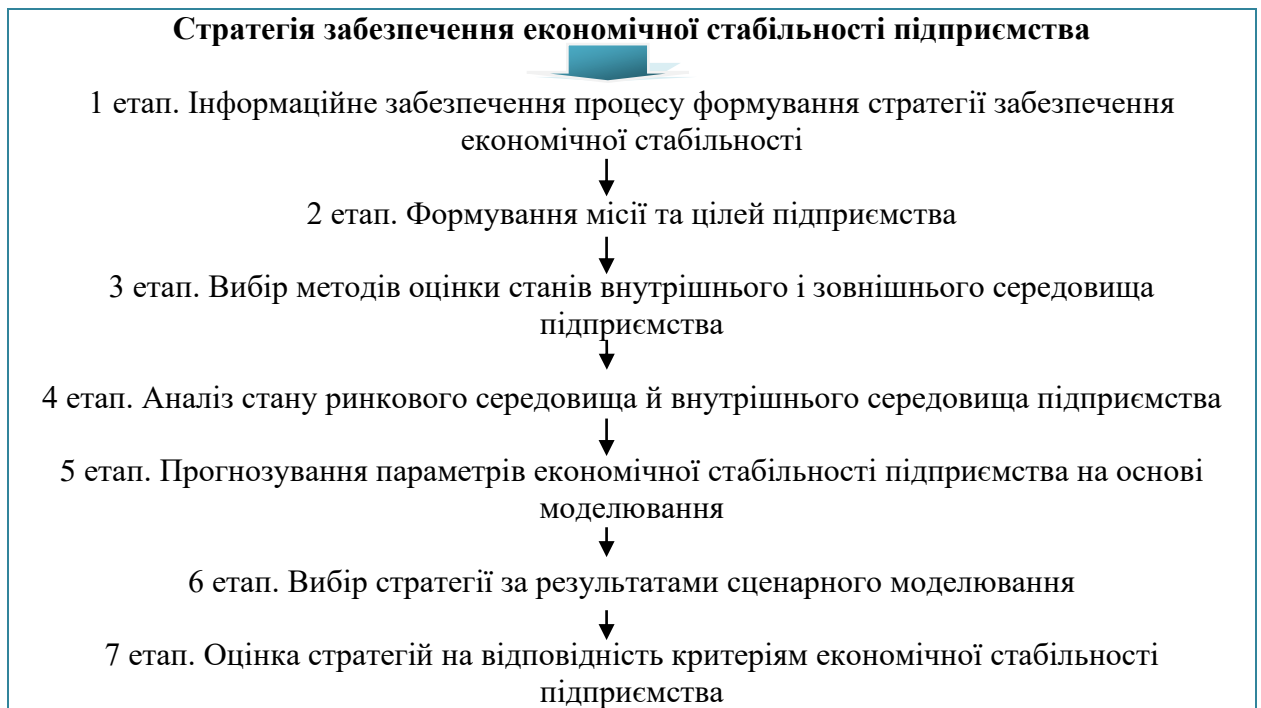 Стратегія забезпечення економічної стабільності підприємства
1 етап. Інформаційне забезпечення процесу формування стратегії забезпечення
економічної стабільності
2 етап. Формування місії та цілей підприємства
3 етап. Вибір методів оцінки станів внутрішнього і зовнішнього середовища
підприємства
4 етап. Аналіз стану ринкового середовища й внутрішнього середовища підприємства
5 етап. Прогнозування параметрів економічної стабільності підприємства на основі
моделювання
6 етап. Вибір стратегії за результатами сценарного моделювання
7 етап. Оцінка стратегій на відповідність критеріям економічної стабільності
підприємства